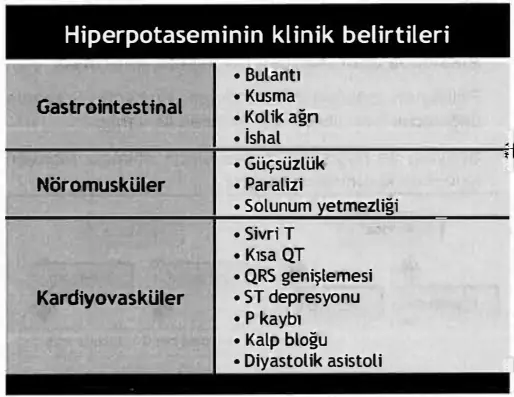 Hiperpotaseminin klinik belirtileri
Gastrointestinal
• Bulantı
• Kusma
• Kolik ağrı
• İshal
Nöromusküler
• Güçsüzlük
• Paralizi
• Solunum yetmezliği
Kardiyovasküler
• Sivri T
• Kısa QT
• QRS genişlemesi
• ST depresyonu
• P kaybı
• Kalp bloğu
• Diyastolik asistoli